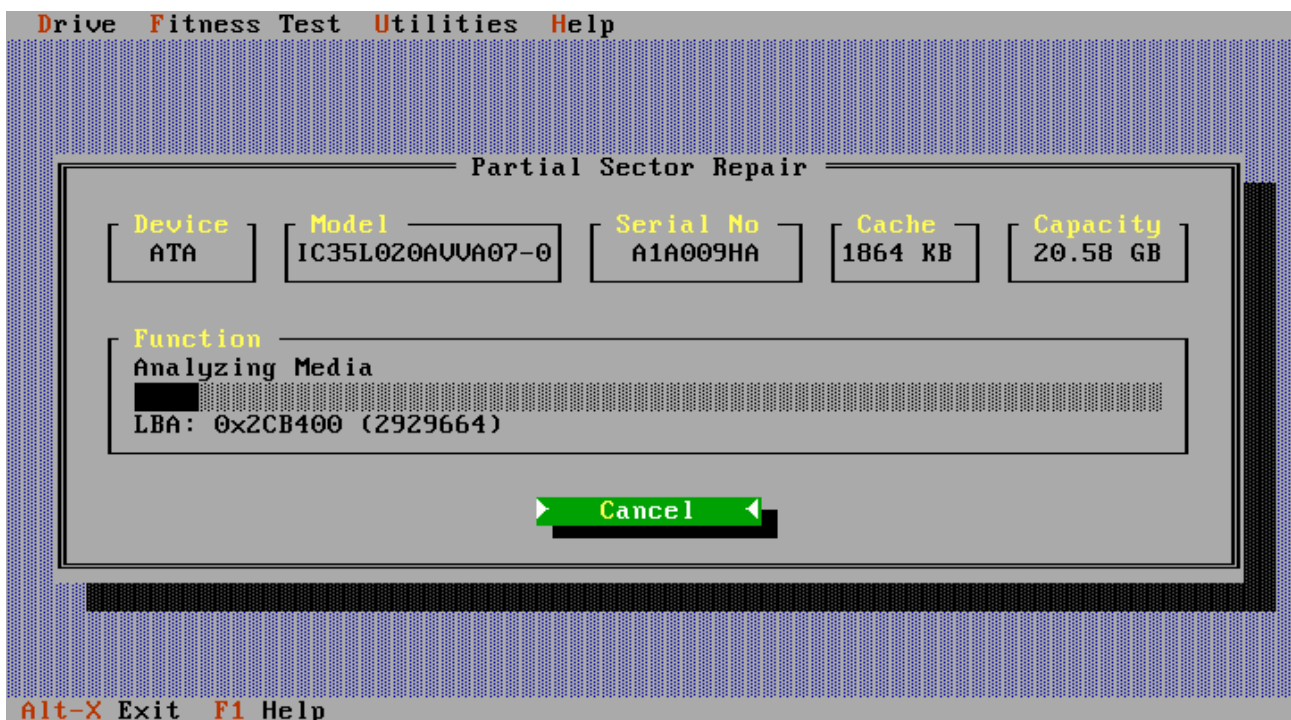 Drive Fitness Test Utilities Help
Partial Sector Repair
Device Model Serial No Cache Capacity
ATA IC35L020AVVA07-0 A1A009HA 1864 KB 20.58 GB
Function
Analyzing Media
LBA: 0x2CB400 (2929664)
Cancel
Alt-X Exit F1 Help